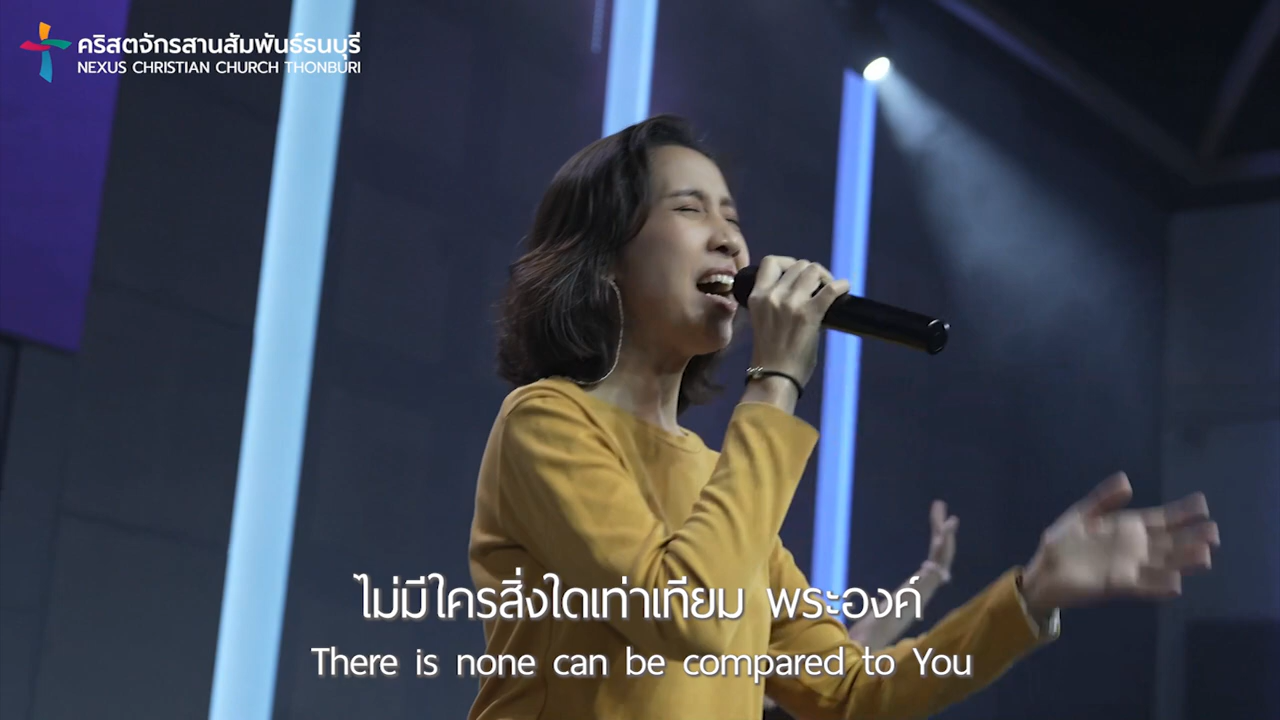 คริสตจักรสานสัมพันธ์ธนบุรี
NEXUS CHRISTIAN CHURCH THONBURI
ไม่มีใครสิ่งใดเท่าเทียม พระองค์
There is none can be compared to You